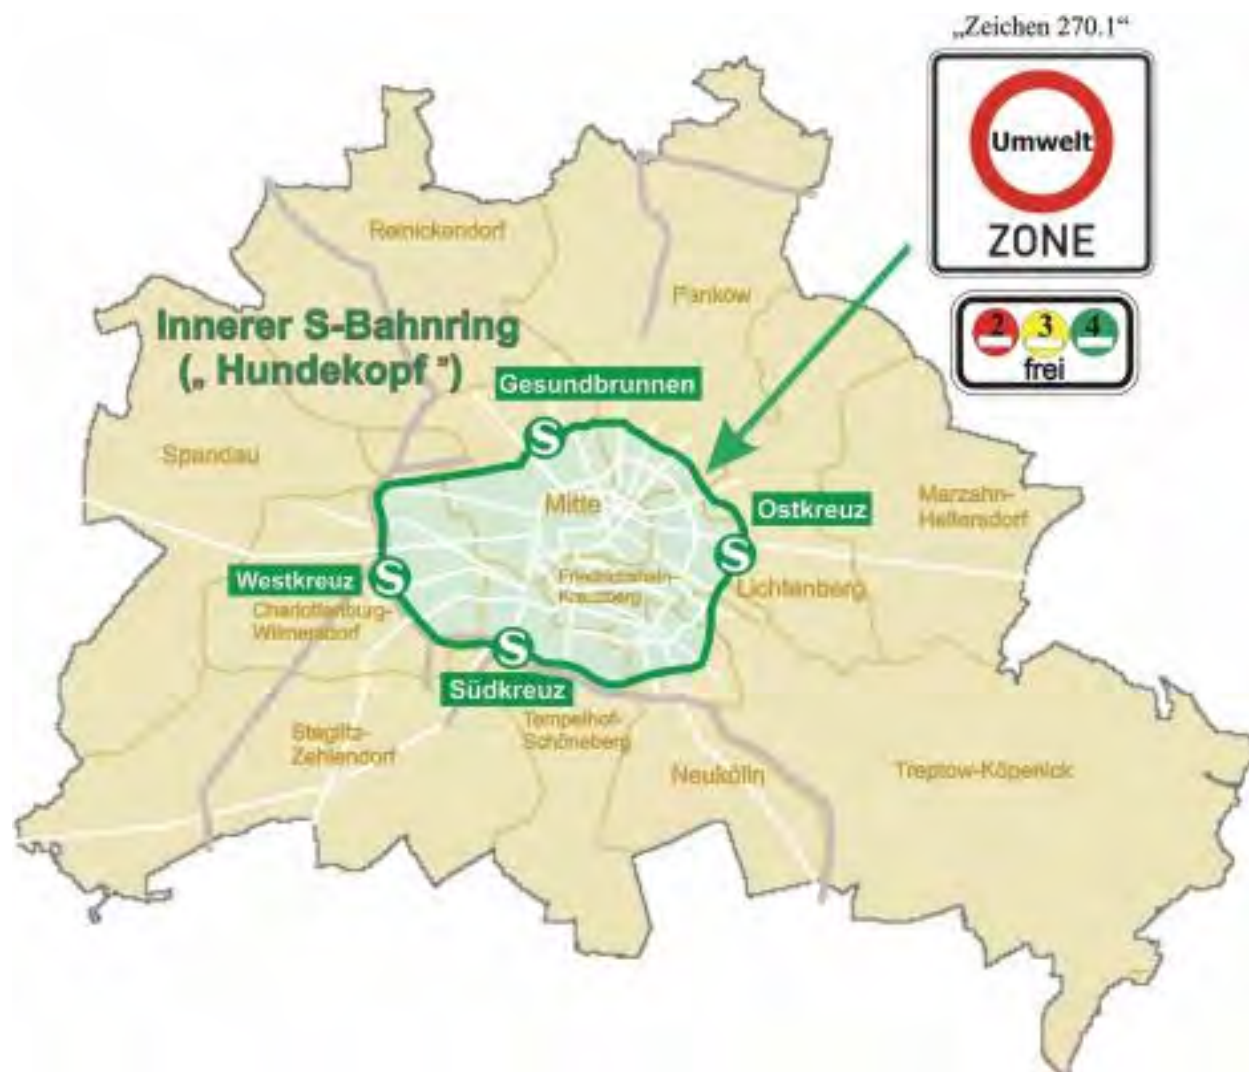 „Zeichen 270.1“
Umwelt
ZONE
2 3 4
frei
Reinickendorf
Pankow
Innerer S-Bahnring
(„ Hundekopf ”)
Gesundbrunnen
S
Spandau
Mitte
Ostkreuz
Marzahn-
Hellersdorf
S
Westkreuz
S
Friedrichshain-
Kreuzberg
Lichtenberg
Charlottenburg-
Wilmersdorf
S
Südkreuz
Steglitz-
Zehlendorf
Tempelhof-
Schöneberg
Neukölln
Treptow-Köpenick